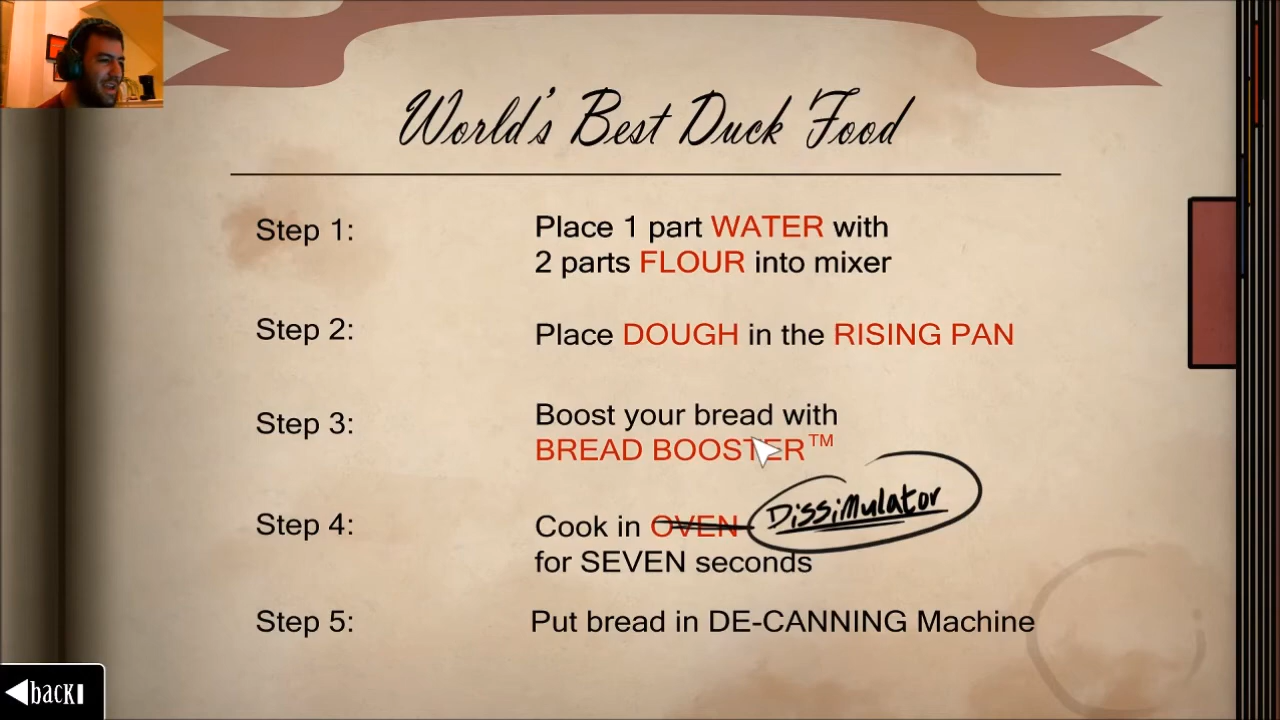 World's Best Duck Food
Step 1:
Place 1 part WATER with
2 parts FLOUR into mixer
Step 2:
Place DOUGH in the RISING PAN
Step 3:
Boost your bread with
BREAD BOOSTER™
Step 4:
Cook in OVEN Dissimulator
for SEVEN seconds
Step 5:
Put bread in DE-CANNING Machine
BACK